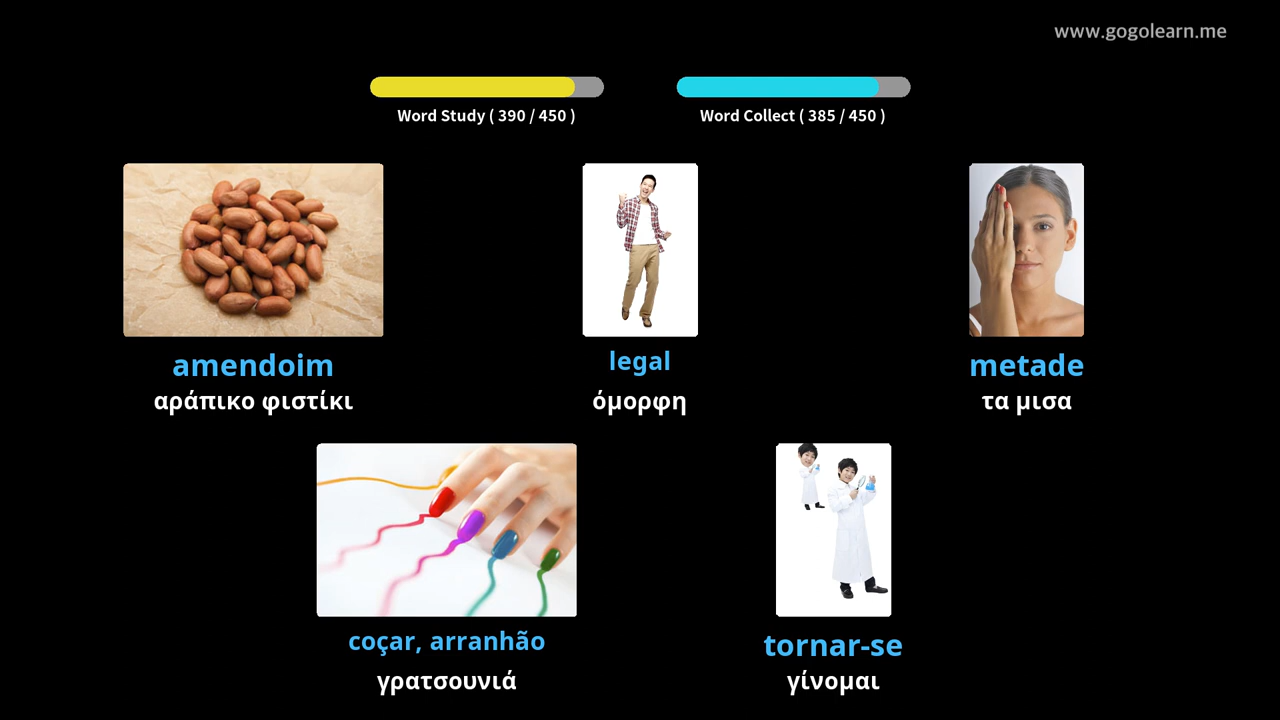 www.gogolearn.me
Word Study ( 390 / 450 )
Word Collect ( 385 / 450 )
amendoim
αράπικο φιστίκι
legal
όμορφη
metade
τα μισα
coçar, arranhão
γρατσουνιά
tornar-se
γίνομαι